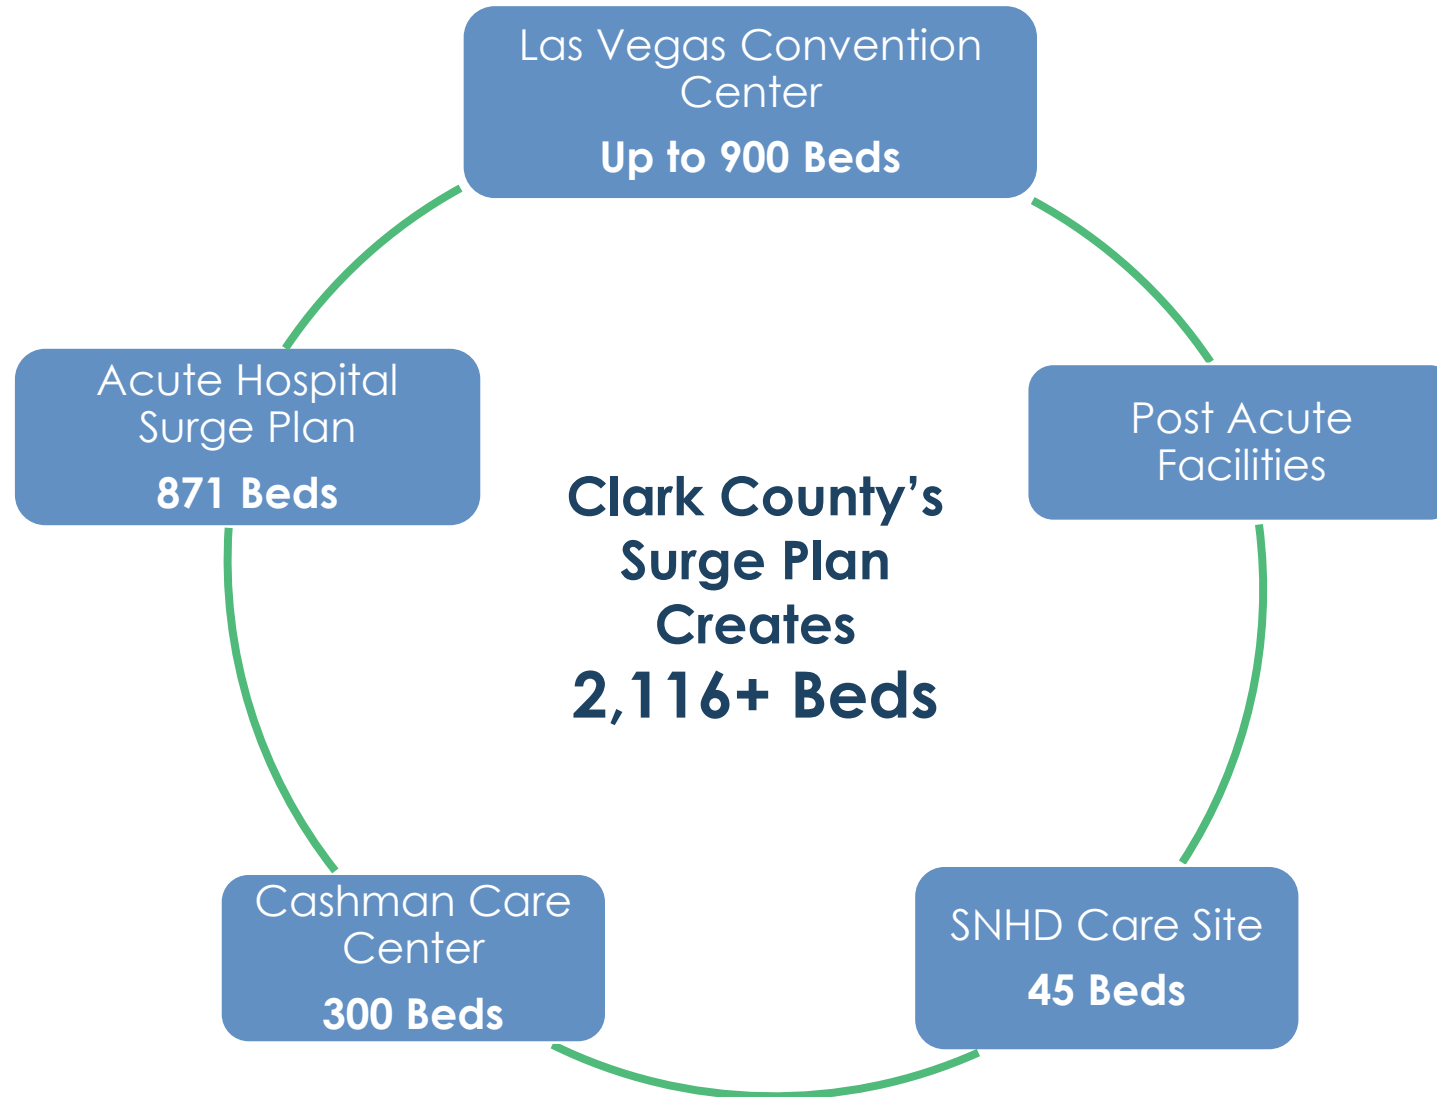 Las Vegas Convention
Center
Up to 900 Beds
Acute Hospital
Surge Plan
871 Beds
Post Acute
Facilities
Clark County’s
Surge Plan
Creates
2,116+ Beds
Cashman Care
Center
300 Beds
SNHD Care Site
45 Beds